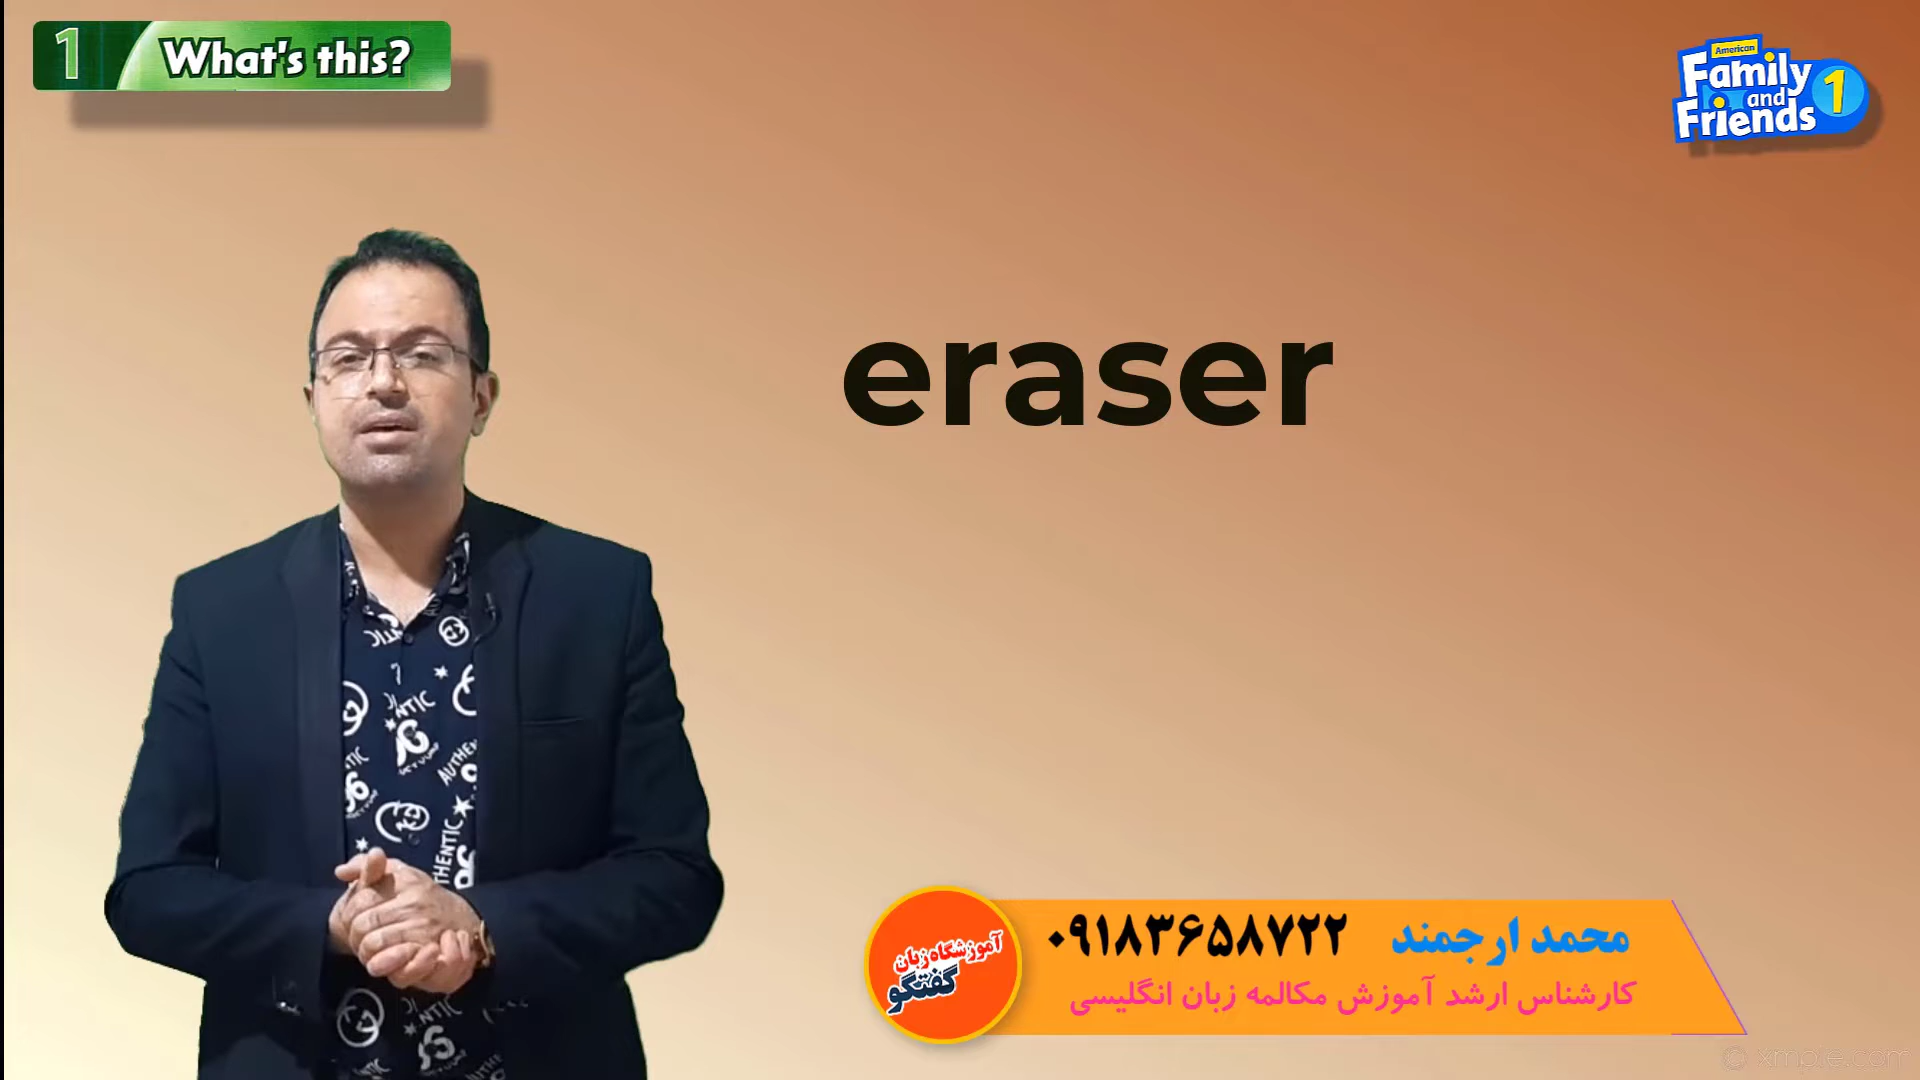 1 What's this?
American
Family
and
Friends
1
eraser
محمد ارجمند ۰۹۱۸۳۶۵۸۷۲۲
کارشناس ارشد آموزش مکالمه زبان انگلیسی
آموزشگاه زبان
گفتگو
AUTHENTIC